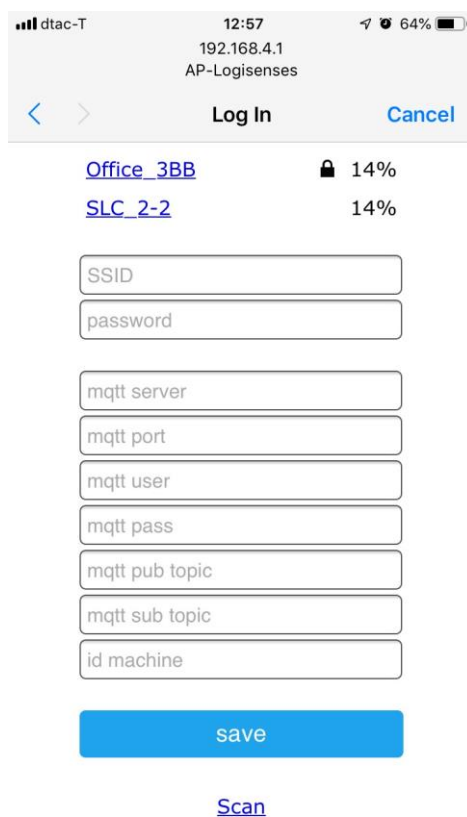 dtac-T 12:57 64%
192.168.4.1
AP-Logisenses
Log In Cancel
Office_3BB 14%
SLC_2-2 14%
SSID
password
mqtt server
mqtt port
mqtt user
mqtt pass
mqtt pub topic
mqtt sub topic
id machine
save
Scan